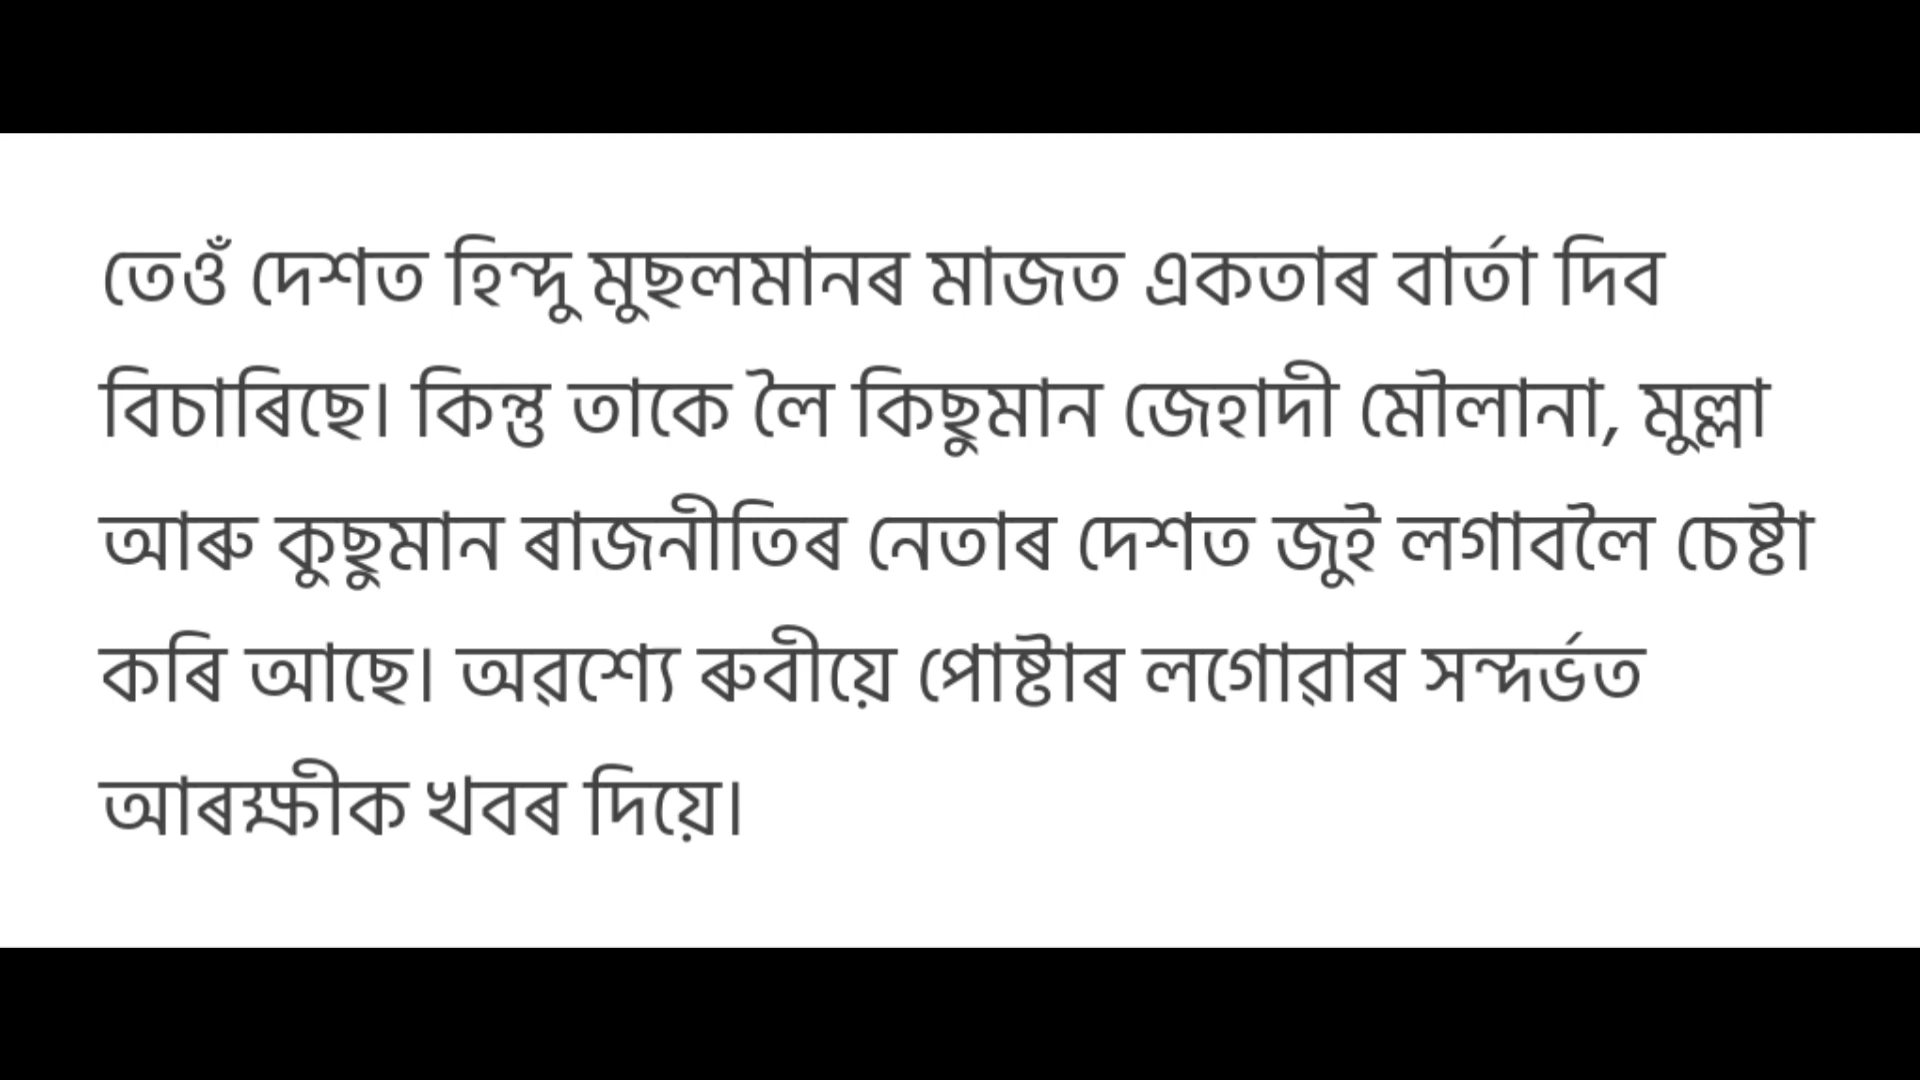 তেওঁ দেশত হিন্দু মুছলমানৰ মাজত একতাৰ বাৰ্তা দিব
বিচাৰিছে। কিন্তু তাকে লৈ কিছুমান জেহাদী মৌলানা, মুল্লা
আৰু কুছুমান ৰাজনীতিৰ নেতাৰ দেশত জুই লগাবলৈ চেষ্টা
কৰি আছে। অৱশ্যে ৰুবীয়ে পোষ্টাৰ লগোৱাৰ সন্দৰ্ভত
আৰক্ষীক খবৰ দিয়ে।